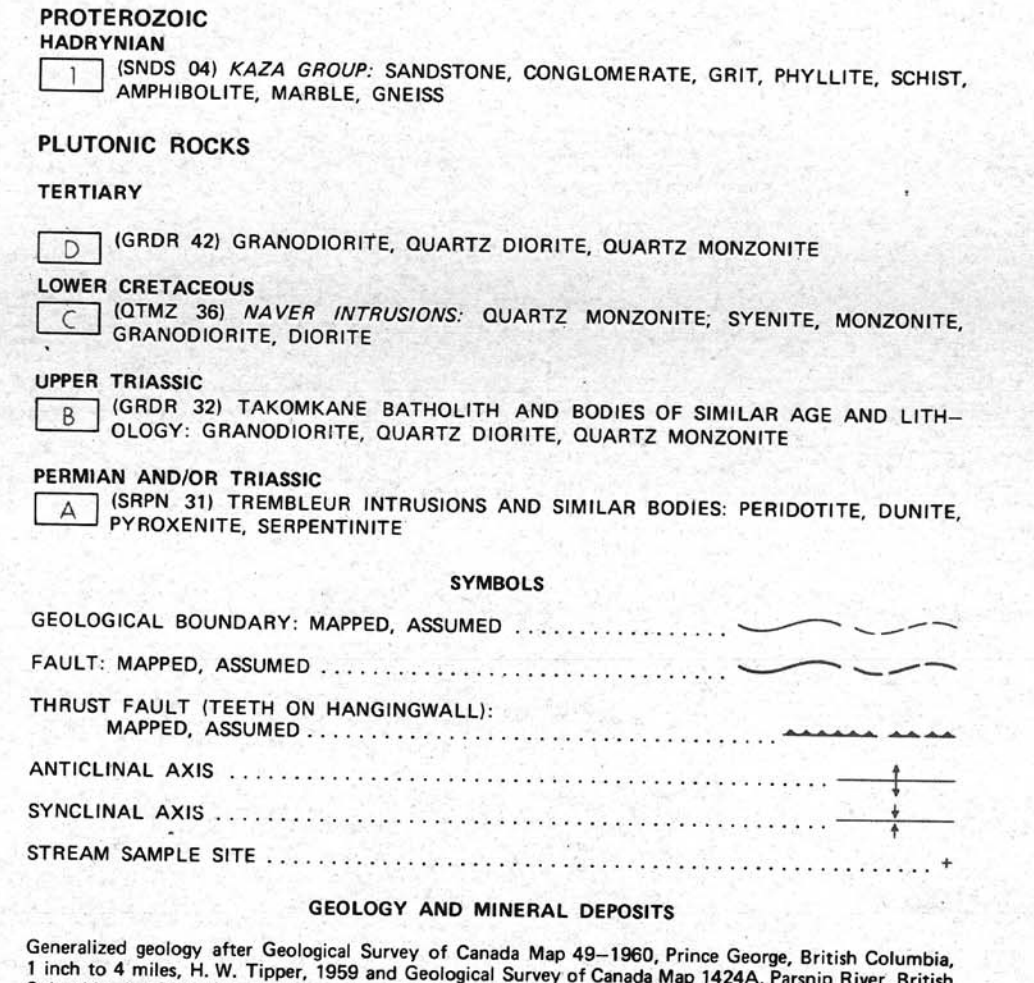 PROTEROZOIC
HADRYNIAN
1 (SNDS 04) KAZA GROUP: SANDSTONE, CONGLOMERATE, GRIT, PHYLLITE, SCHIST,
AMPHIBOLITE, MARBLE, GNEISS
PLUTONIC ROCKS
TERTIARY
D (GRDR 42) GRANODIORITE, QUARTZ DIORITE, QUARTZ MONZONITE
LOWER CRETACEOUS
C (QTMZ 36) NAVER INTRUSIONS: QUARTZ MONZONITE; SYENITE, MONZONITE,
GRANODIORITE, DIORITE
UPPER TRIASSIC
B (GRDR 32) TAKOMKANE BATHOLITH AND BODIES OF SIMILAR AGE AND LITH—
OLOGY: GRANODIORITE, QUARTZ DIORITE, QUARTZ MONZONITE
PERMIAN AND/OR TRIASSIC
A (SRPN 31) TREMBLEUR INTRUSIONS AND SIMILAR BODIES: PERIDOTITE, DUNITE,
PYROXENITE, SERPENTINITE
SYMBOLS
GEOLOGICAL BOUNDARY: MAPPED, ASSUMED
FAULT: MAPPED, ASSUMED
THRUST FAULT (TEETH ON HANGINGWALL):
MAPPED, ASSUMED
ANTICLINAL AXIS
SYNCLINAL AXIS
STREAM SAMPLE SITE
GEOLOGY AND MINERAL DEPOSITS
Generalized geology after Geological Survey of Canada Map 49—1960, Prince George, British Columbia,
1 inch to 4 miles, H. W. Tipper, 1959 and Geological Survey of Canada Map 1424A, Parsnip River, British